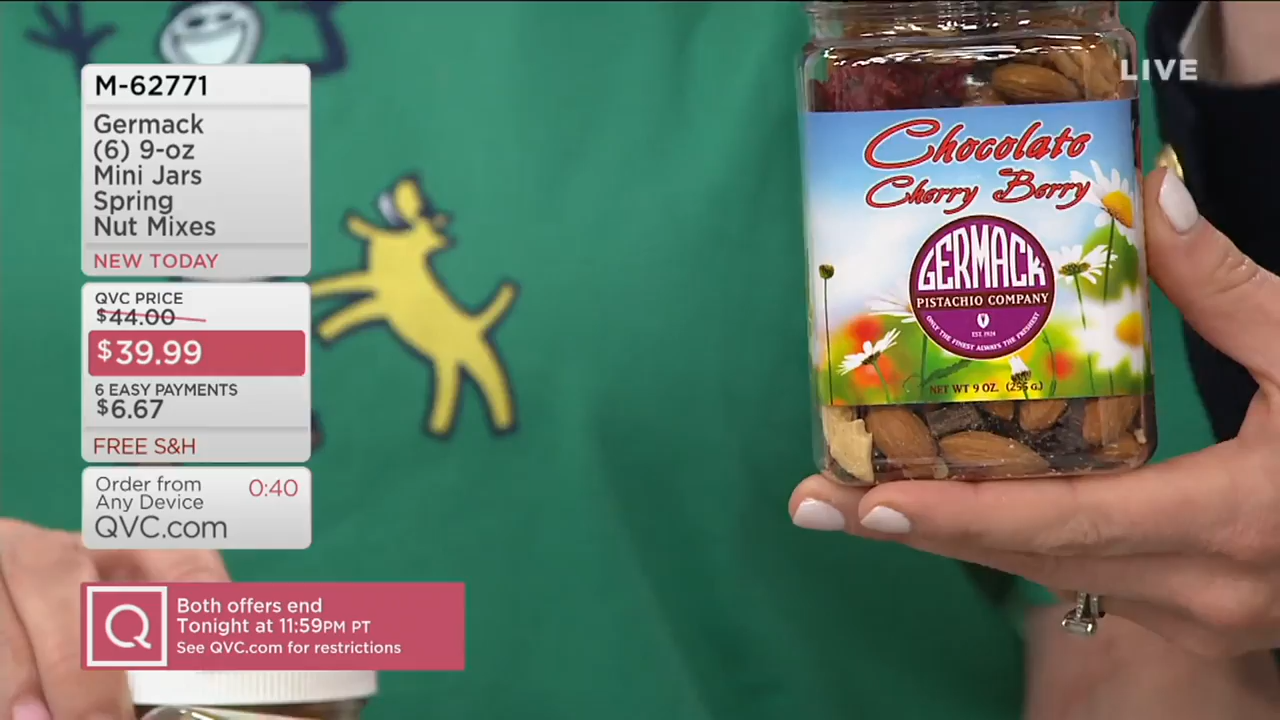 M-62771
Germack
(6) 9-oz
Mini Jars
Spring
Nut Mixes
NEW TODAY
QVC PRICE
$44.00
$39.99
6 EASY PAYMENTS
$6.67
FREE S&H
Order from
Any Device
0:40
QVC.com
Q
Both offers end
Tonight at 11:59PM PT
See QVC.com for restrictions
LIVE
Chocolate
Cherry Berry
GERMACK
PISTACHIO COMPANY
EST. 1924
ONLY THE FINEST ALWAYS THE FRESHEST
NET WT 9 OZ. (255 G.)